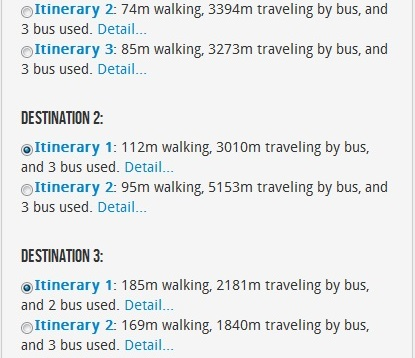 Itinerary 2: 74m walking, 3394m traveling by bus, and
3 bus used. Detail...
Itinerary 3: 85m walking, 3273m traveling by bus, and
3 bus used. Detail...
DESTINATION 2:
Itinerary 1: 112m walking, 3010m traveling by bus,
and 3 bus used. Detail...
Itinerary 2: 95m walking, 5153m traveling by bus, and
3 bus used. Detail...
DESTINATION 3:
Itinerary 1: 185m walking, 2181m traveling by bus,
and 2 bus used. Detail...
Itinerary 2: 169m walking, 1840m traveling by bus,
and 3 bus used. Detail...